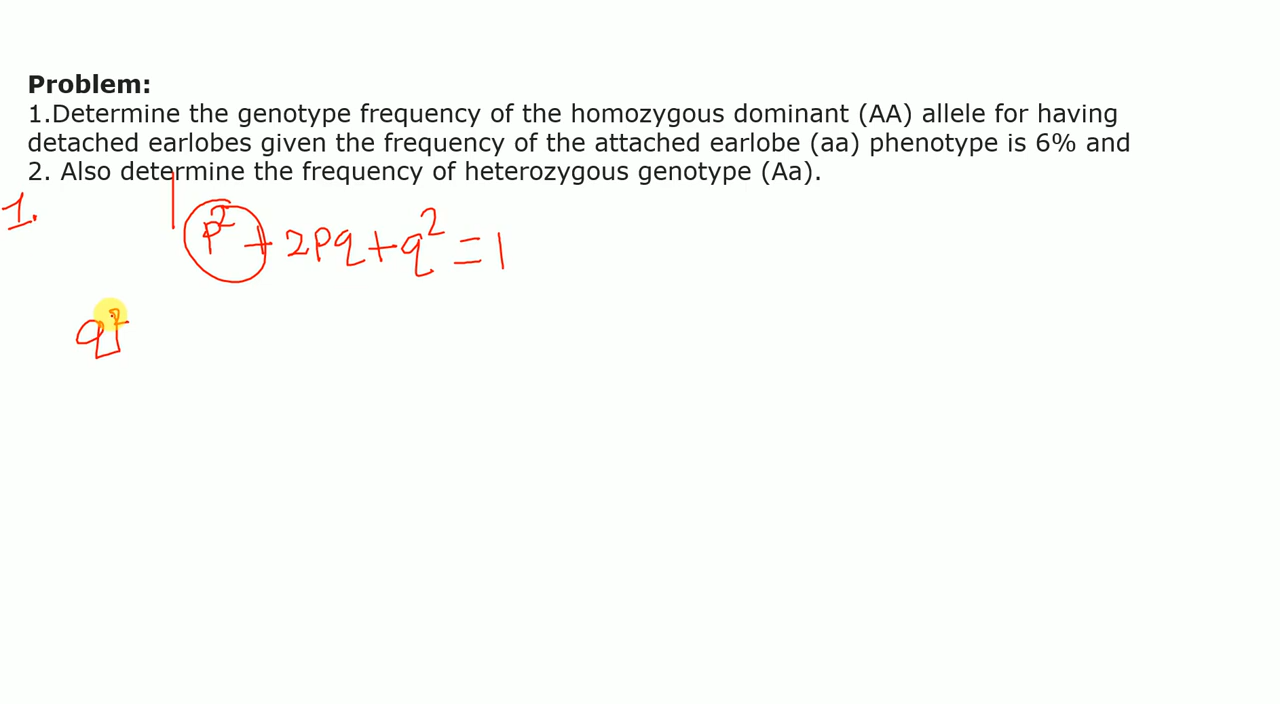 Problem:
1.Determine the genotype frequency of the homozygous dominant (AA) allele for having
detached earlobes given the frequency of the attached earlobe (aa) phenotype is 6% and
2. Also determine the frequency of heterozygous genotype (Aa).
1.
p² + 2pq + q² = 1
q²